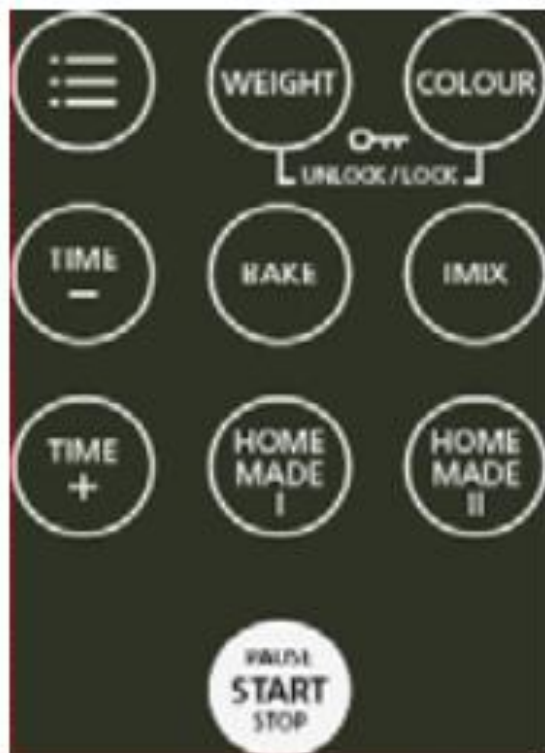 WEIGHT
COLOUR
UNLOCK / LOCK
TIME
–
BAKE
IMIX
TIME
+
HOME
MADE
I
HOME
MADE
II
PAUSE
START
STOP